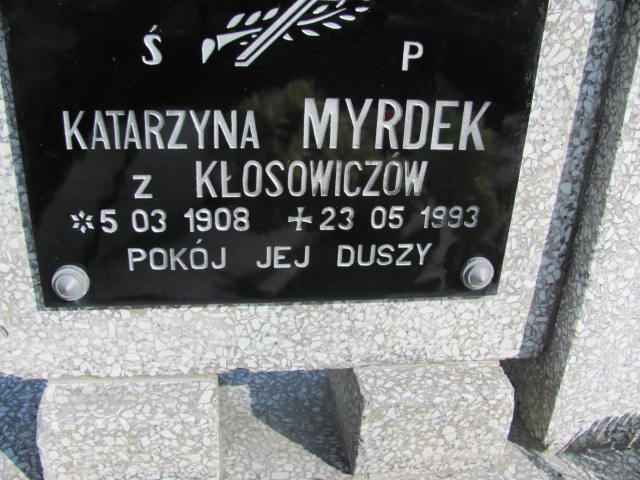 Ś P
KATARZYNA MYRDEK
z KŁOSOWICZÓW
*5 03 1908 +23 05 1993
POKÓJ JEJ DUSZY